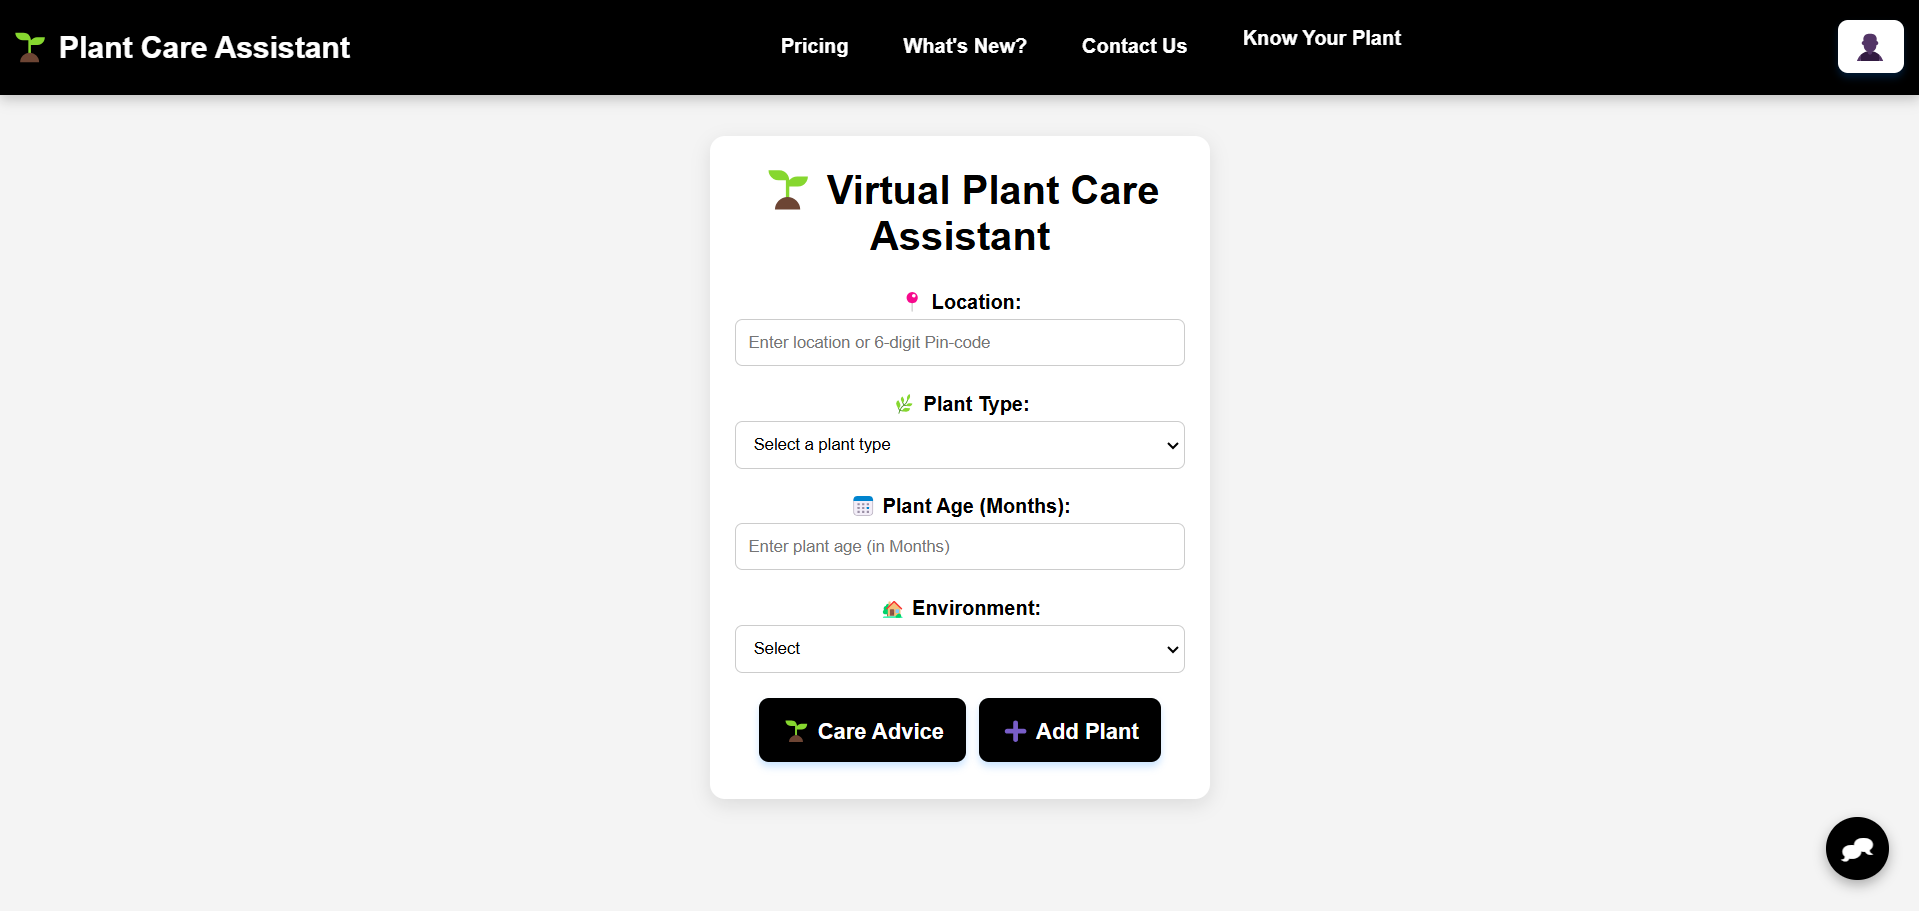 Plant Care Assistant
Pricing
What's New?
Contact Us
Know Your Plant
Virtual Plant Care
Assistant
Location:
Enter location or 6-digit Pin-code
Plant Type:
Select a plant type
Plant Age (Months):
Enter plant age (in Months)
Environment:
Select
Care Advice
Add Plant